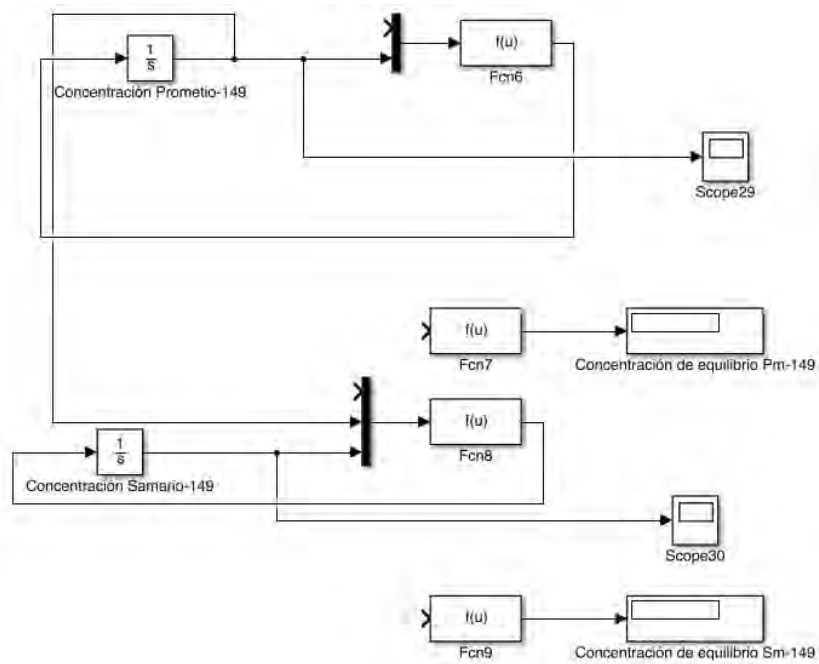 1
s
Concentración Prometio-149
f(u)
Fcn6
Scope29
f(u)
Fcn7
Concentración de equilibrio Pm-149
1
s
Concentración Samario-149
f(u)
Fcn8
Scope30
f(u)
Fcn9
Concentración de equilibrio Sm-149